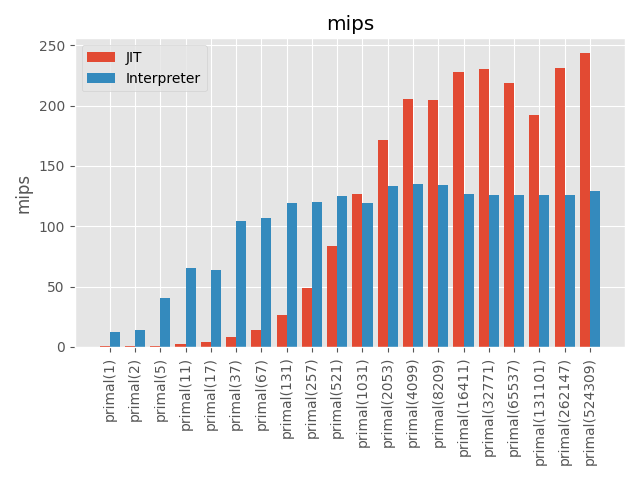 mips
JIT
Interpreter
mips
250
200
150
100
50
0
primal(1)
primal(2)
primal(5)
primal(11)
primal(17)
primal(37)
primal(67)
primal(131)
primal(257)
primal(521)
primal(1031)
primal(2053)
primal(4099)
primal(8209)
primal(16411)
primal(32771)
primal(65537)
primal(131101)
primal(262147)
primal(524309)